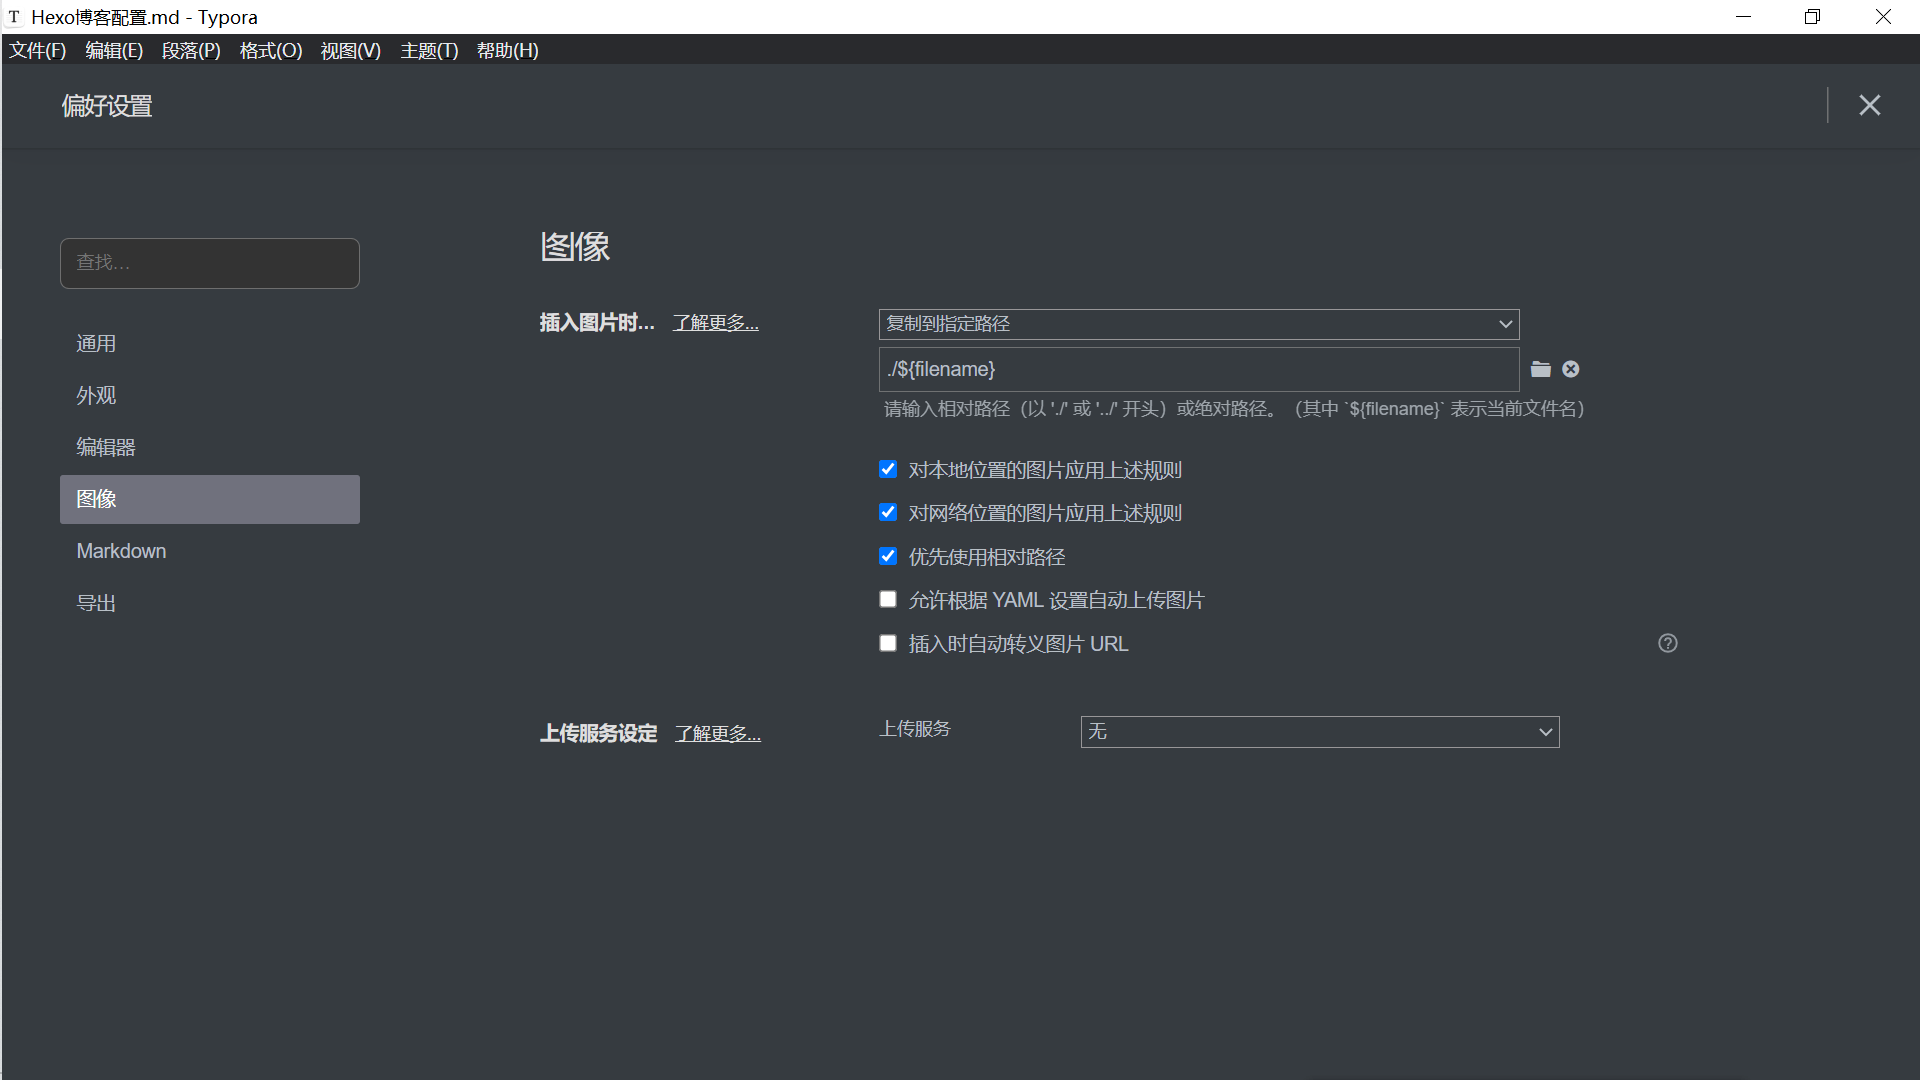 T Hexo博客配置.md - Typora
文件(F) 编辑(E) 段落(P) 格式(O) 视图(V) 主题(T) 帮助(H)
偏好设置
查找...
通用
外观
编辑器
图像
Markdown
导出
图像
插入图片时... 了解更多...
复制到指定路径
./${filename}
请输入相对路径（以 './' 或 '../' 开头）或绝对路径。（其中 `${filename}` 表示当前文件名）
对本地位置的图片应用上述规则
对网络位置的图片应用上述规则
优先使用相对路径
允许根据 YAML 设置自动上传图片
插入时自动转义图片 URL
上传服务设定 了解更多...
上传服务
无